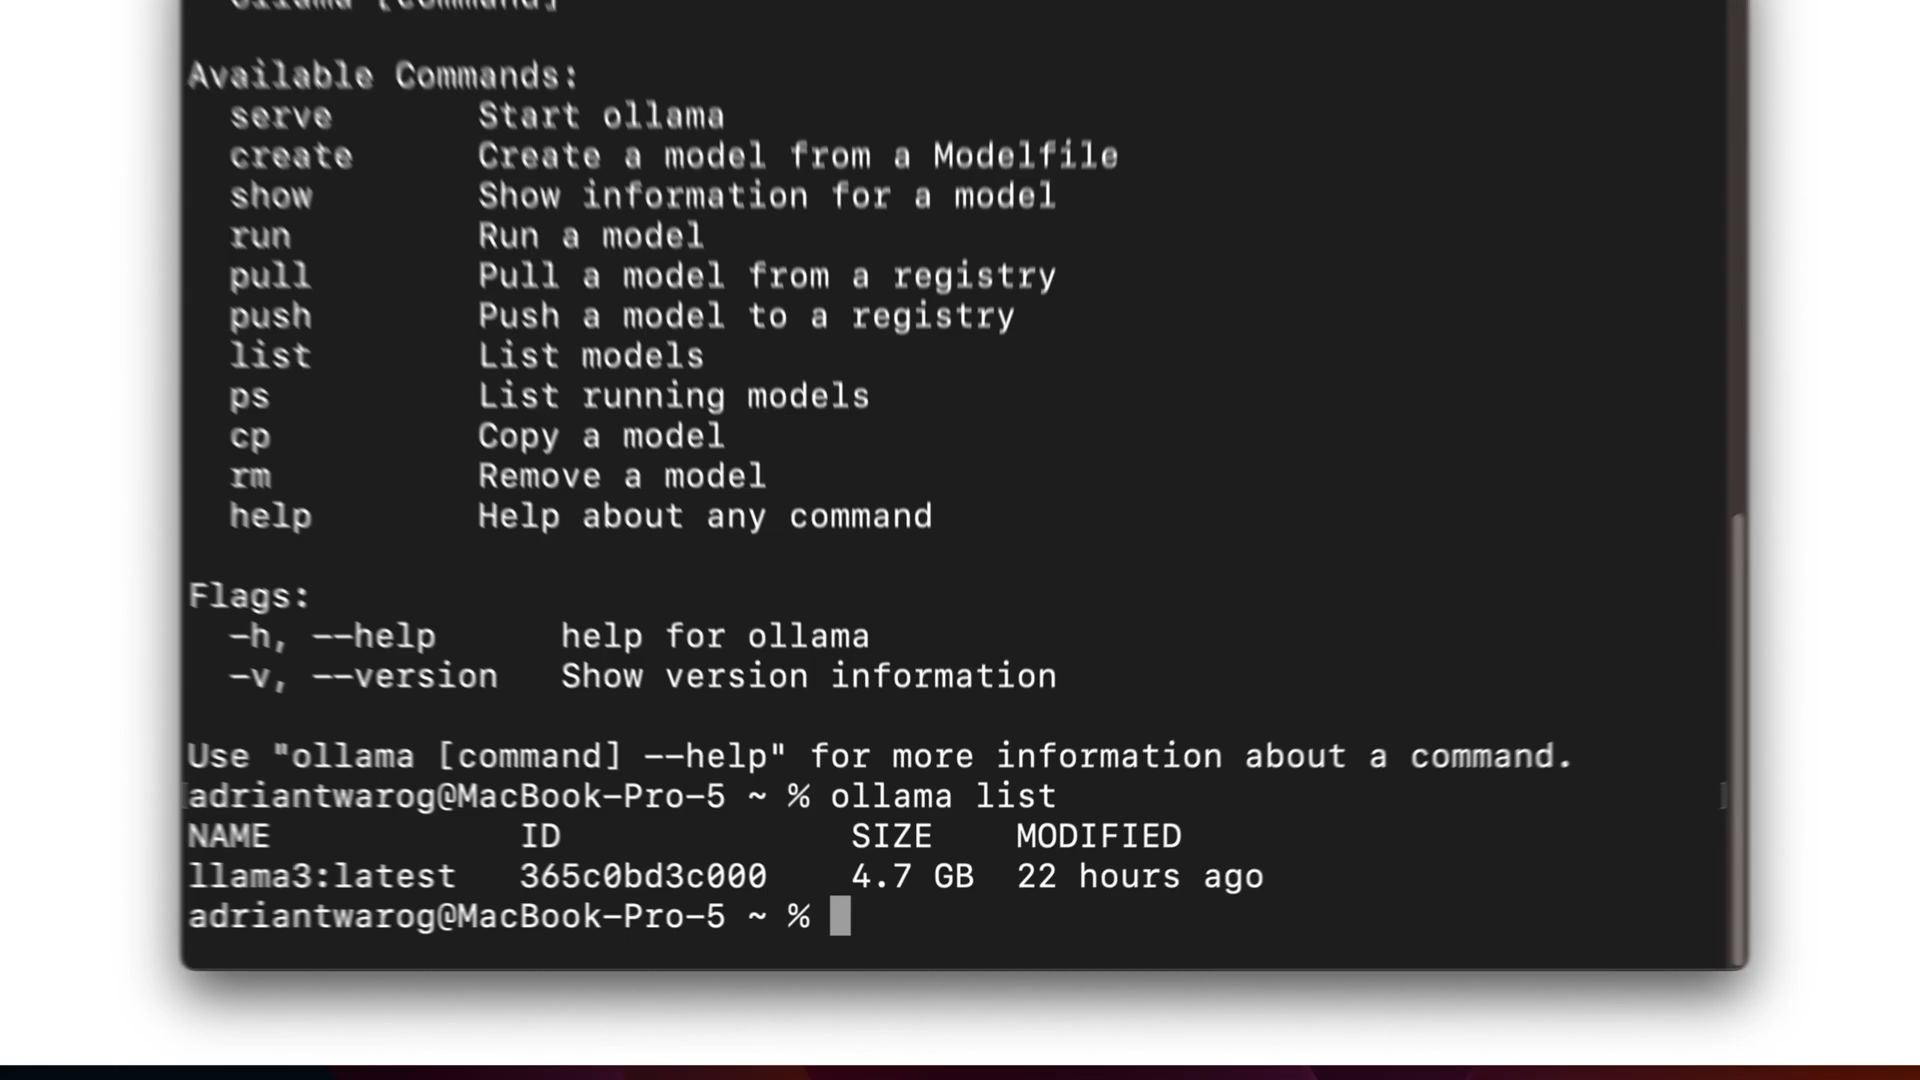 ollama [command]
Available Commands:
serve Start ollama
create Create a model from a Modelfile
show Show information for a model
run Run a model
pull Pull a model from a registry
push Push a model to a registry
list List models
ps List running models
cp Copy a model
rm Remove a model
help Help about any command
Flags:
-h, --help help for ollama
-v, --version Show version information
Use "ollama [command] --help" for more information about a command.
adriantwarog@MacBook-Pro-5 ~ % ollama list
NAME ID SIZE MODIFIED
llama3:latest 365c0bd3c000 4.7 GB 22 hours ago
adriantwarog@MacBook-Pro-5 ~ %